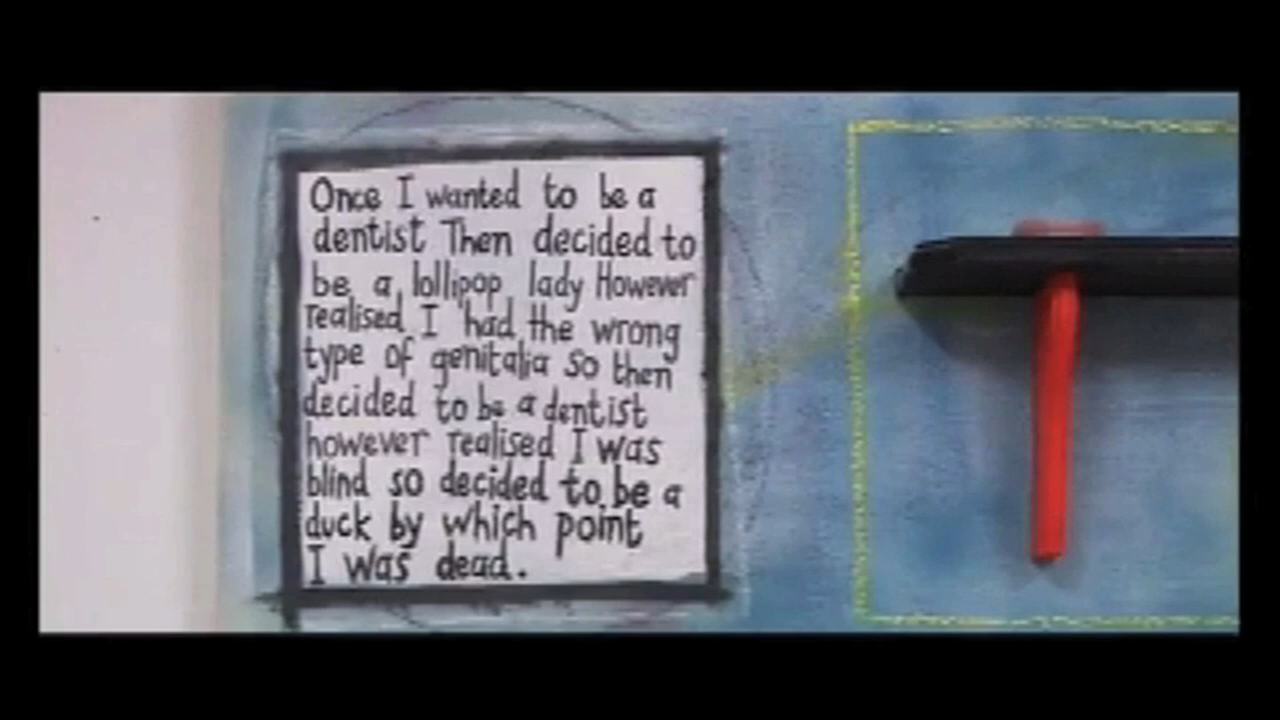 Once I wanted to be a
dentist Then decided to
be a lollipop lady However
realised I had the wrong
type of genitalia so then
decided to be a dentist
however realised I was
blind so decided to be a
duck by which point
I was dead.